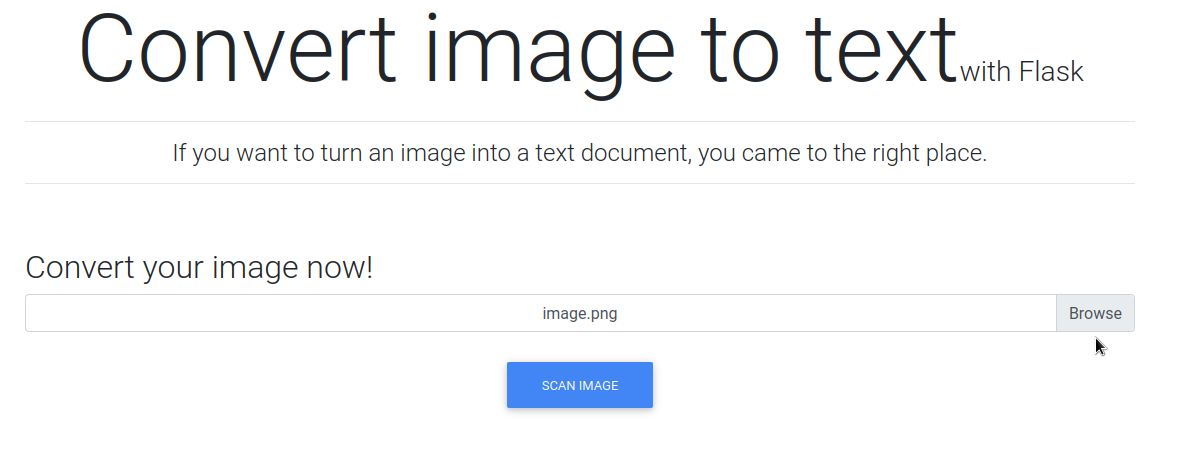 Convert image to text with Flask
If you want to turn an image into a text document, you came to the right place.
Convert your image now!
image.png Browse
SCAN IMAGE